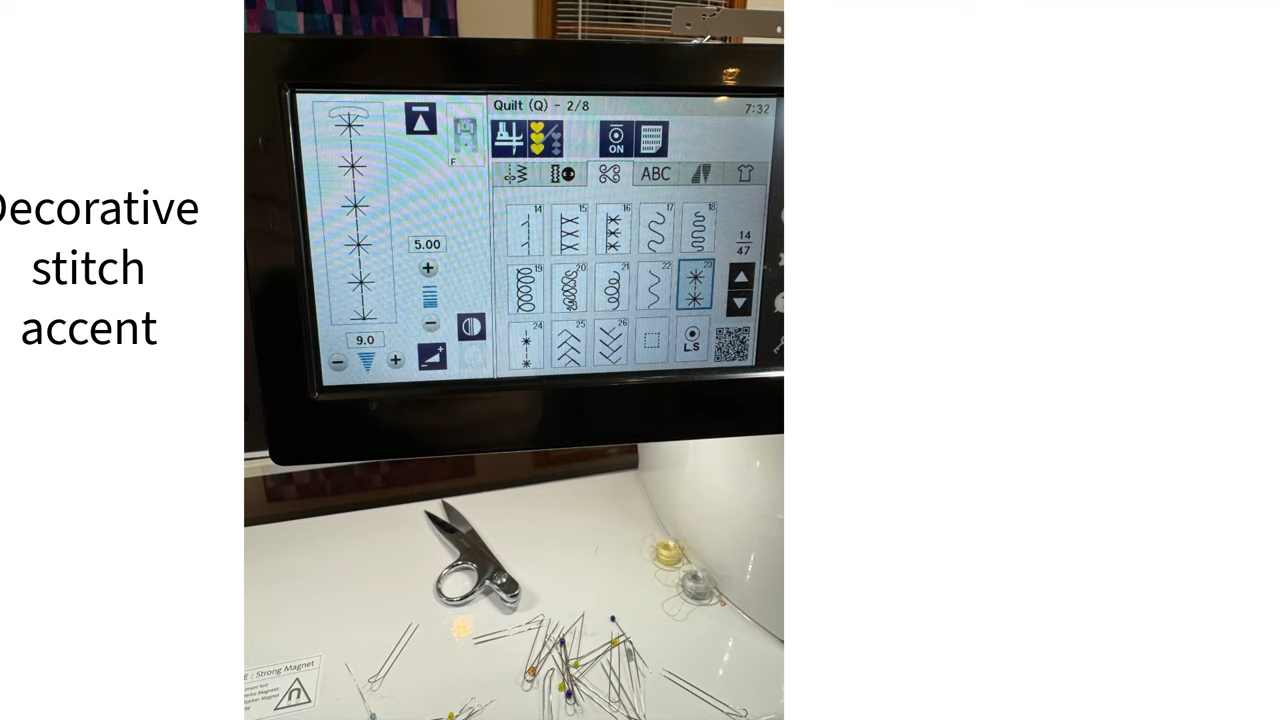 Decorative
stitch
accent
Quilt (Q) - 2/8
7:32
F
ON
ABC
14
15
16
17
18
14
47
5.00
19
20
21
22
23
9.0
24
25
26
L.S
E : Strong Magnet